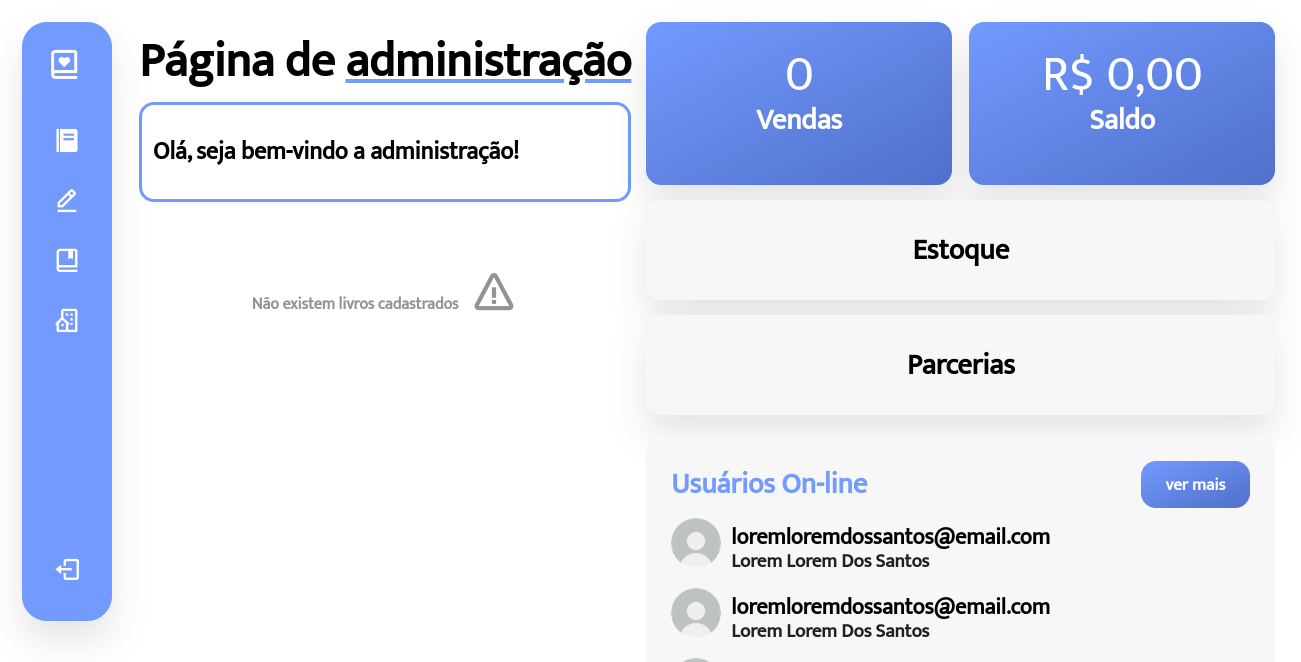 Página de administração
Olá, seja bem-vindo a administração!
Não existem livros cadastrados
0
Vendas
R$ 0,00
Saldo
Estoque
Parcerias
Usuários On-line
ver mais
loremloremdossantos@email.com
Lorem Lorem Dos Santos
loremloremdossantos@email.com
Lorem Lorem Dos Santos